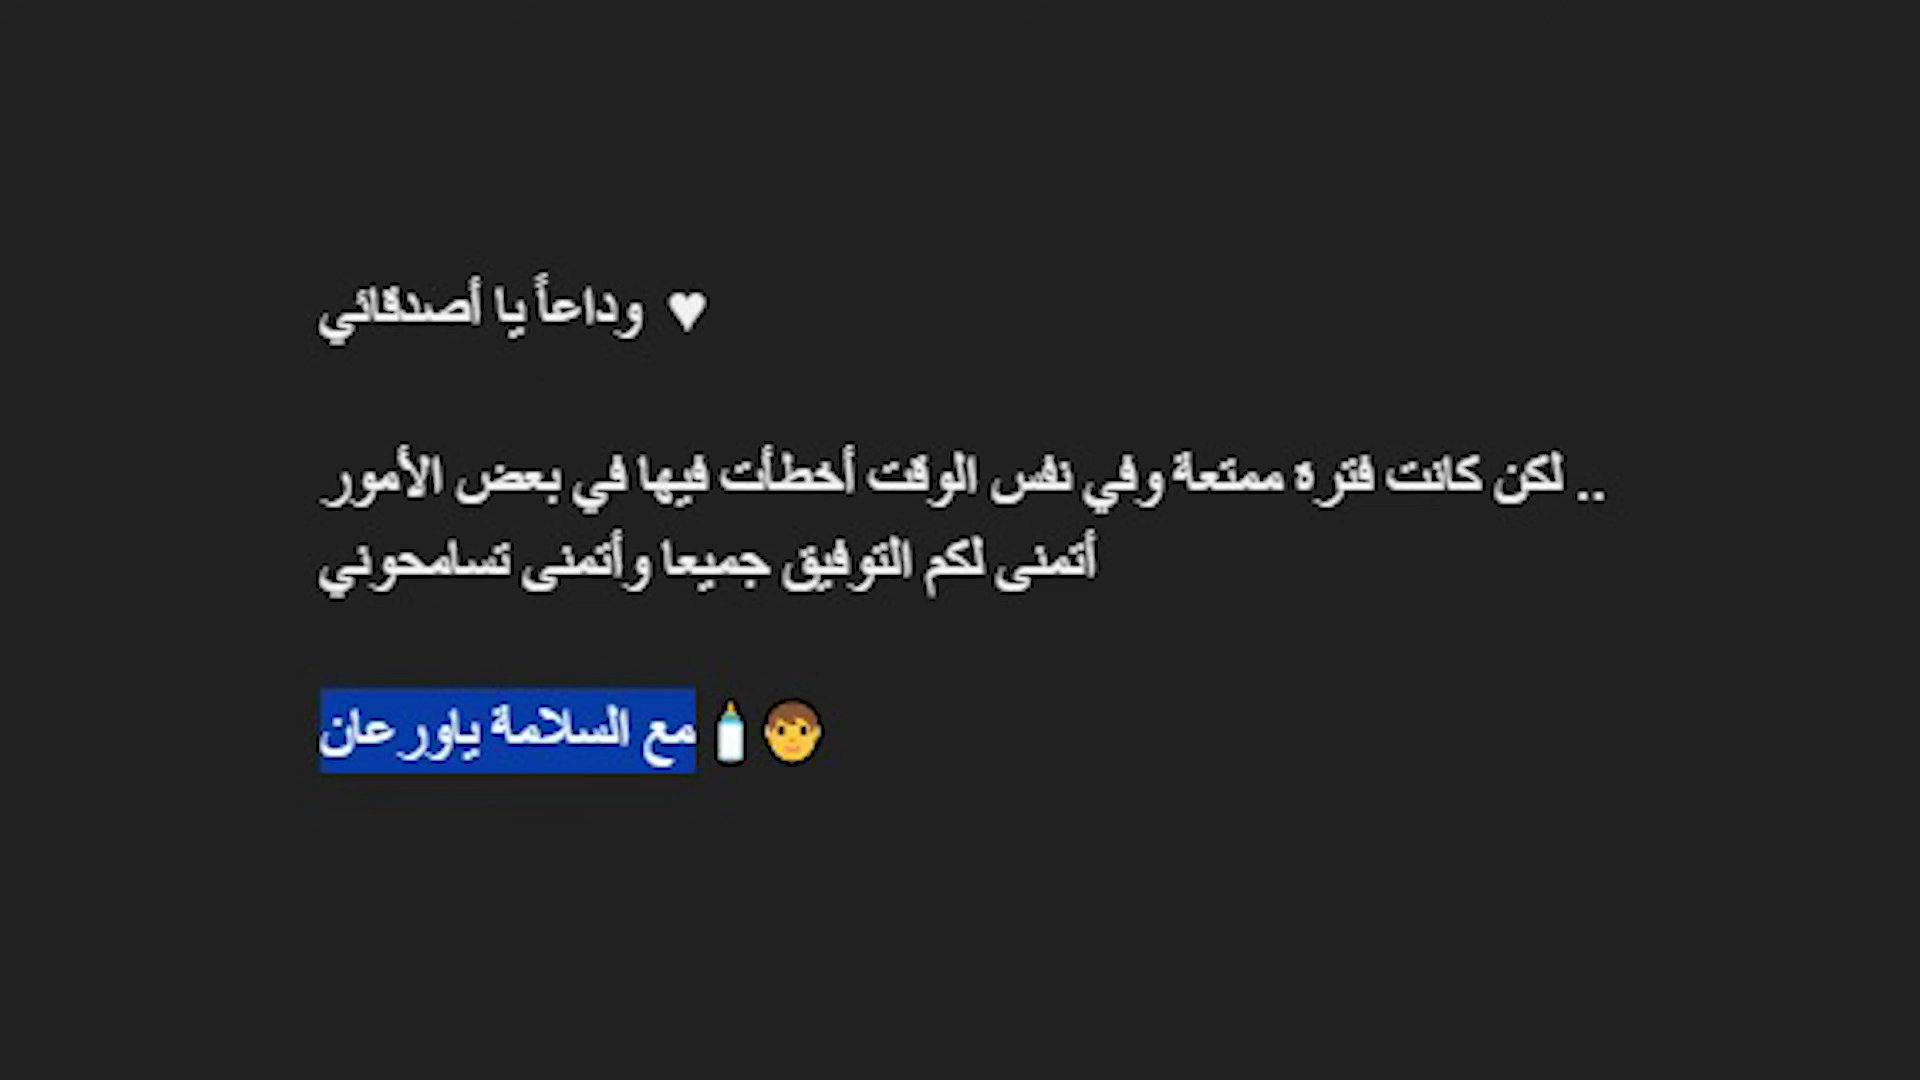 وداعاً يا أصدقائي ♥
لكن كانت فترة ممتعة وفي نفس الوقت أخطأت فيها في بعض الأمور ..
أتمنى لكم التوفيق جميعا وأتمنى تسامحوني
مع السلامة ياورعان 🍼👦